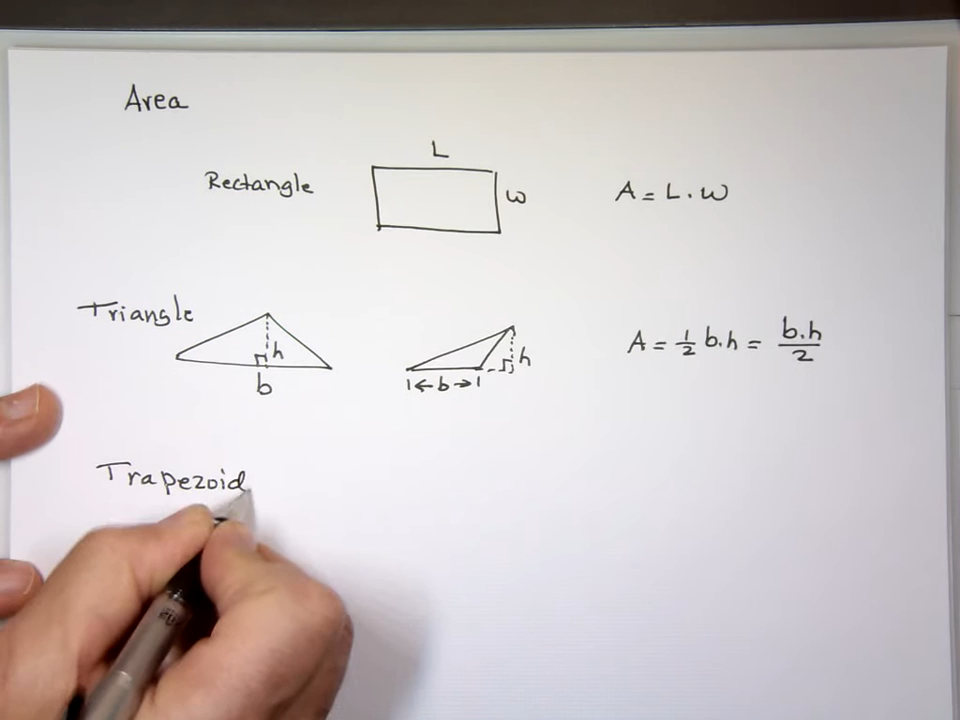 Area
L
Rectangle w A = L . w
Triangle h b h |← b →| A = 1/2 b.h = b.h/2
Trapezoid